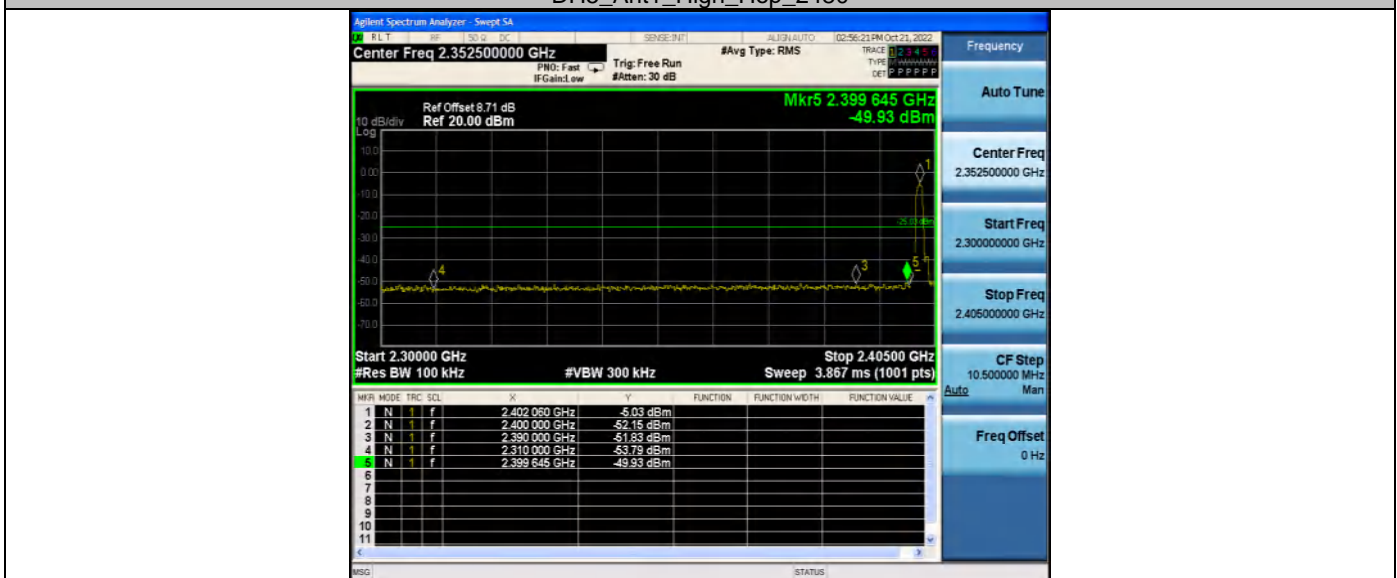 DH5_Ant1_High_Hop_2480
Agilent Spectrum Analyzer - Swept SA
RLT RF 50 Ω DC SENSE:INT ALIGN AUTO 02:56:21 PM Oct 21, 2022
Center Freq 2.352500000 GHz
PNO: Fast
IFGain:Low
Trig: Free Run
#Atten: 30 dB
#Avg Type: RMS
TRACE 1 2 3 4 5 6
TYPE M
DET P P P P P P
Mkr5 2.399 645 GHz
-49.93 dBm
Ref Offset 8.71 dB
10 dB/div Ref 20.00 dBm
Log
10.0
0.00
-10.0
-20.0
-30.0
-40.0
-50.0
-60.0
-70.0
1
-25.03 dBm
4
3
5
Start 2.30000 GHz Stop 2.40500 GHz
#Res BW 100 kHz #VBW 300 kHz Sweep 3.867 ms (1001 pts)
MKR MODE TRC SCL X Y FUNCTION FUNCTION WIDTH FUNCTION VALUE
1 N 1 f 2.402 060 GHz -5.03 dBm
2 N 1 f 2.400 000 GHz -52.15 dBm
3 N 1 f 2.390 000 GHz -51.83 dBm
4 N 1 f 2.310 000 GHz -53.79 dBm
5 N 1 f 2.399 645 GHz -49.93 dBm
6
7
8
9
10
11
MSG STATUS
Frequency
Auto Tune
Center Freq
2.352500000 GHz
Start Freq
2.300000000 GHz
Stop Freq
2.405000000 GHz
CF Step
10.500000 MHz
Auto Man
Freq Offset
0 Hz